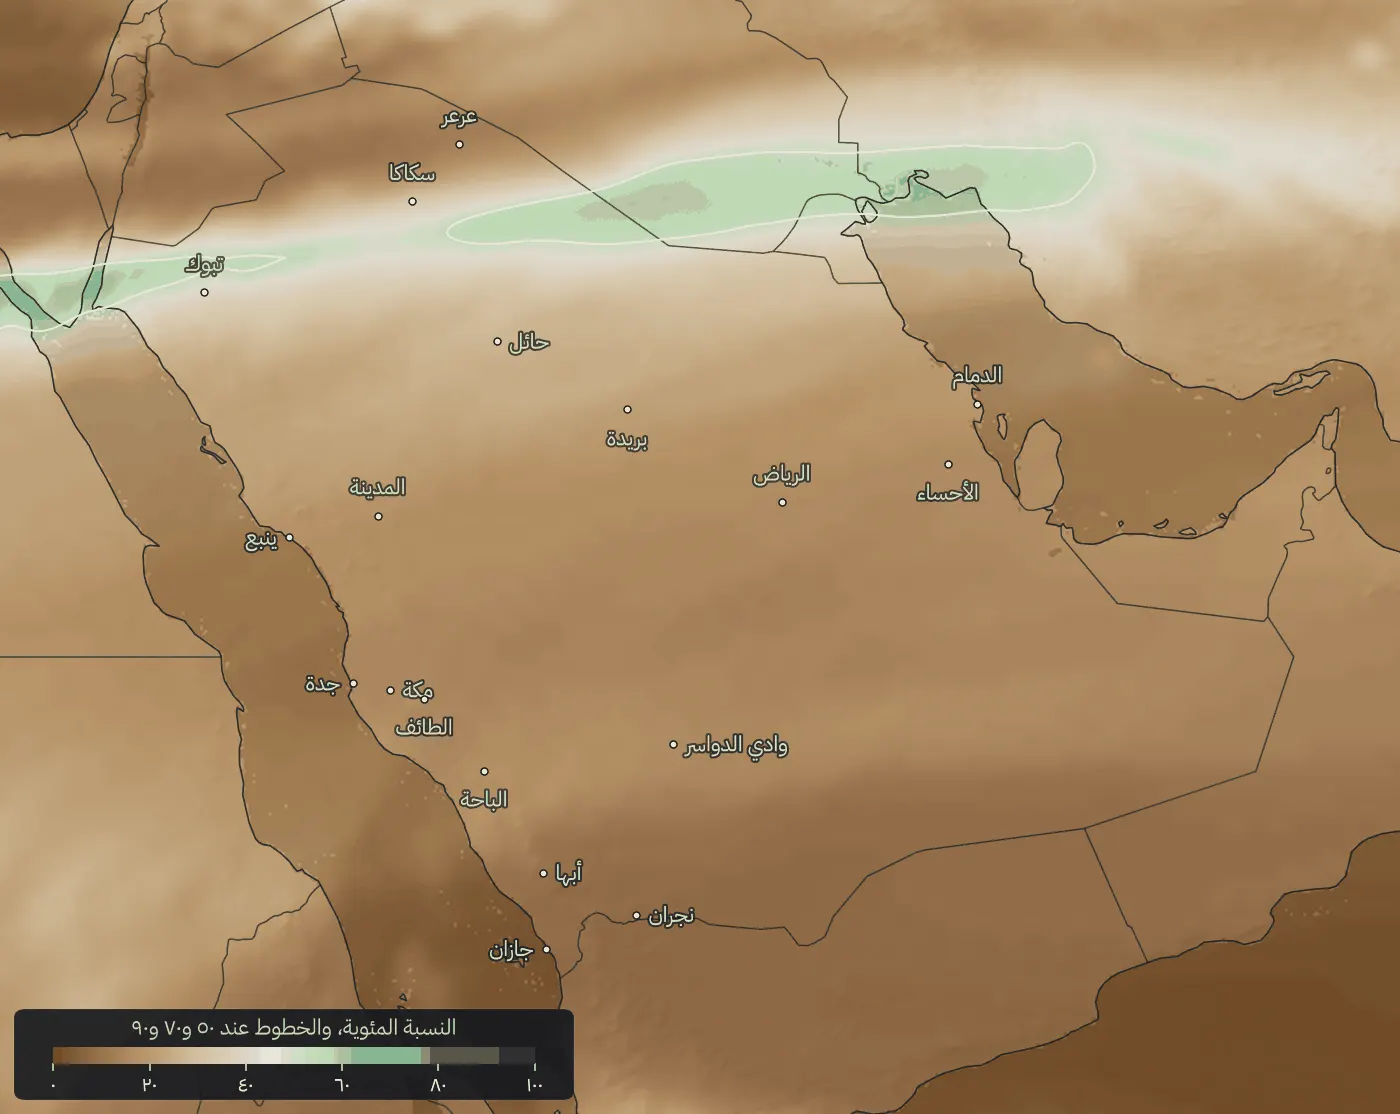 عرعر
سكاكا
تبوك
حائل
الدمام
بريدة
الرياض
المدينة
الأحساء
ينبع
جدة
مكة
الطائف
وادي الدواسر
الباحة
أبها
نجران
جازان
النسبة المئوية، والخطوط عند ٥٠ و٧٠ و٩٠
٠ ٢٠ ٤٠ ٦٠ ٨٠ ١٠٠